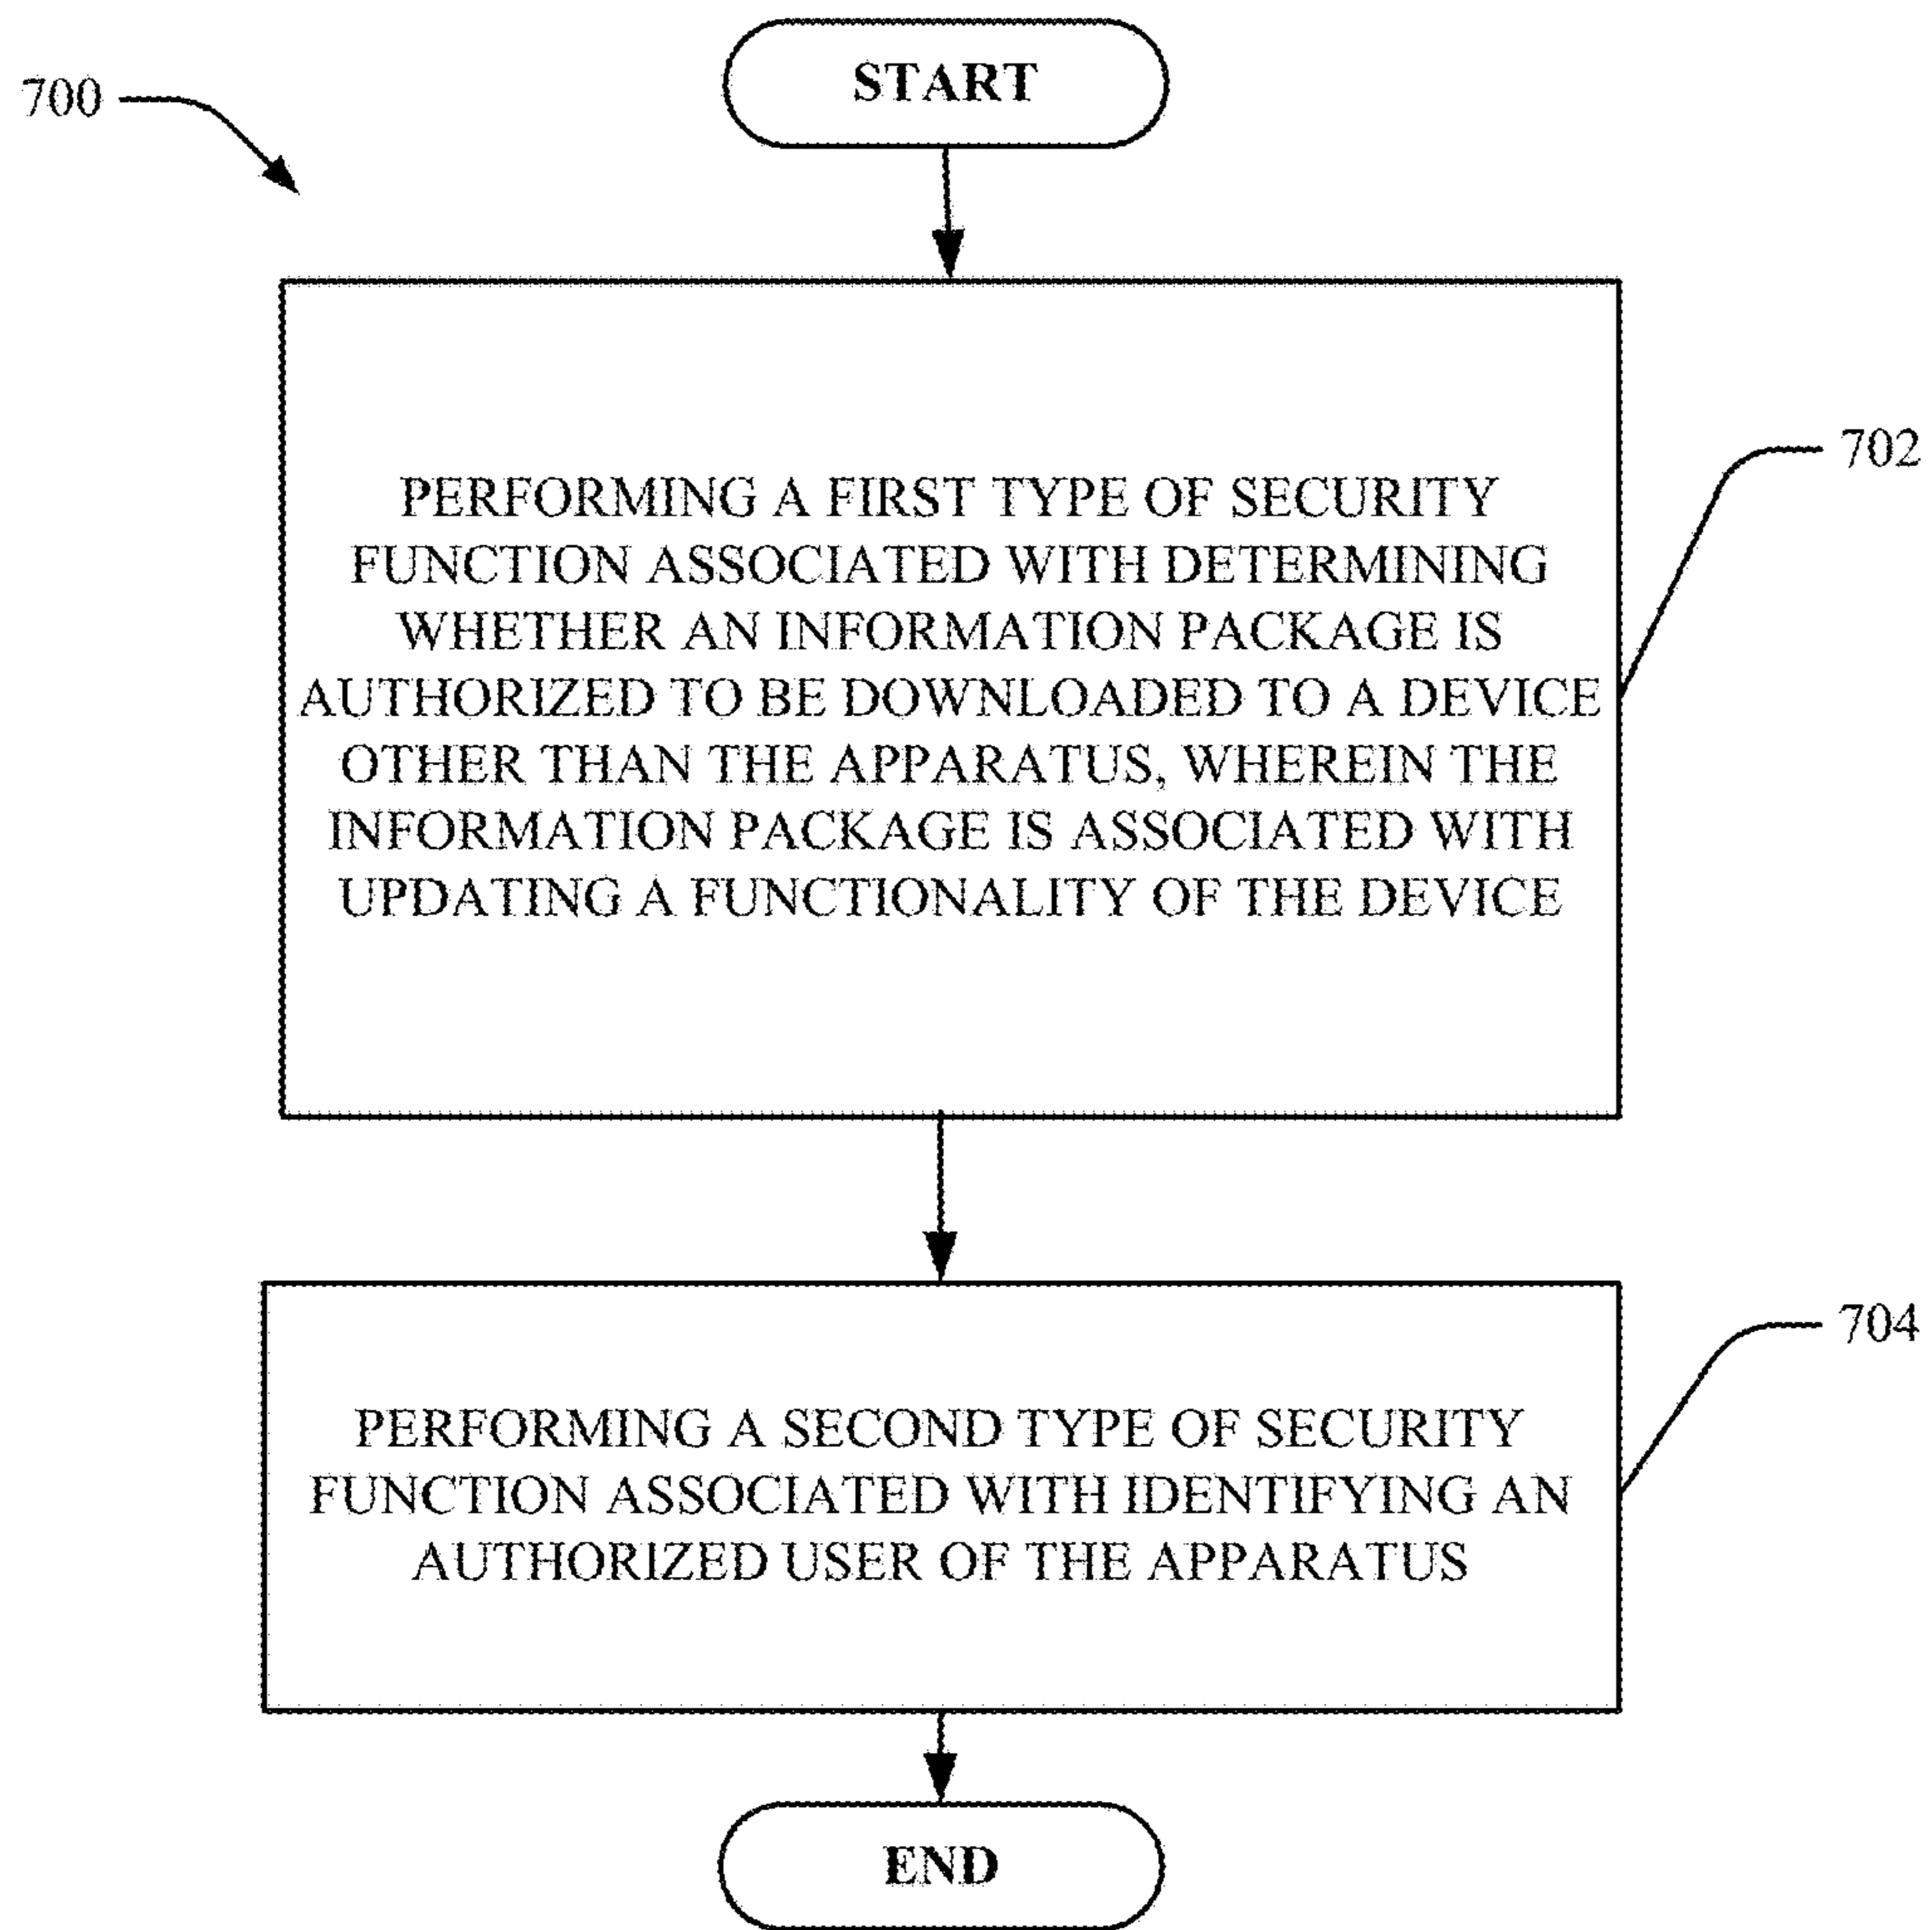 START
700
PERFORMING A FIRST TYPE OF SECURITY
FUNCTION ASSOCIATED WITH DETERMINING
WHETHER AN INFORMATION PACKAGE IS
AUTHORIZED TO BE DOWNLOADED TO A DEVICE
OTHER THAN THE APPARATUS, WHEREIN THE
INFORMATION PACKAGE IS ASSOCIATED WITH
UPDATING A FUNCTIONALITY OF THE DEVICE
702
PERFORMING A SECOND TYPE OF SECURITY
FUNCTION ASSOCIATED WITH IDENTIFYING AN
AUTHORIZED USER OF THE APPARATUS
704
END